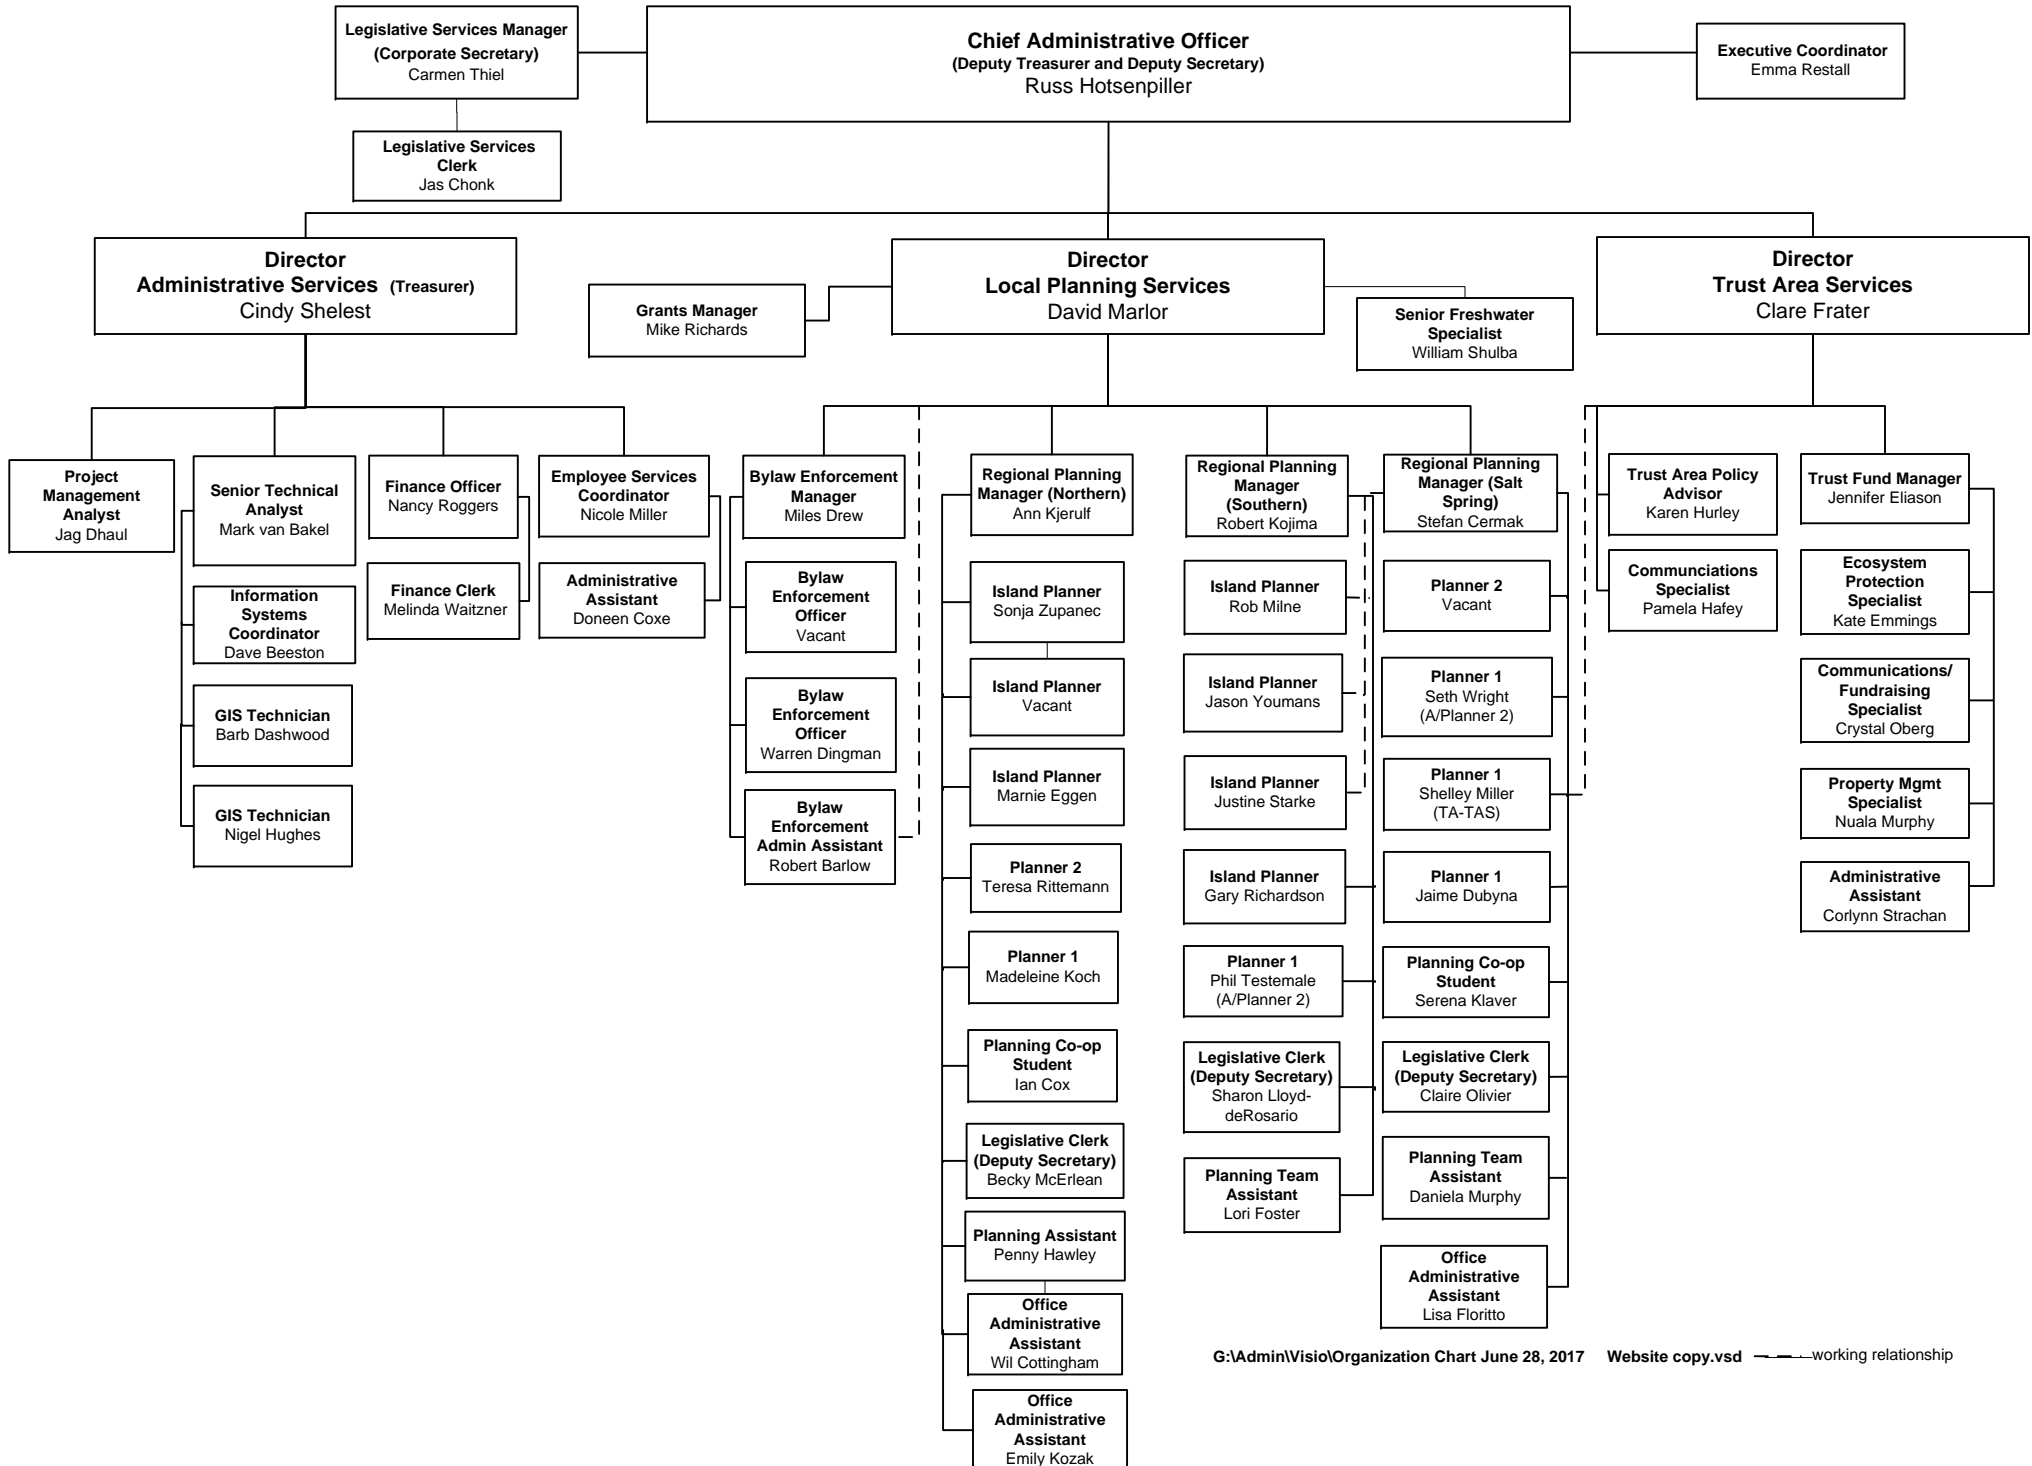 Legislative Services Manager
(Corporate Secretary)
Carmen Thiel
Chief Administrative Officer
(Deputy Treasurer and Deputy Secretary)
Russ Hotsenpiller
Executive Coordinator
Emma Restall
Legislative Services
Clerk
Jas Chonk
Director
Administrative Services (Treasurer)
Cindy Shelest
Grants Manager
Mike Richards
Director
Local Planning Services
David Marlor
Senior Freshwater
Specialist
William Shulba
Director
Trust Area Services
Clare Frater
Project
Management
Analyst
Jag Dhaul
Senior Technical
Analyst
Mark van Bakel
Information
Systems
Coordinator
Dave Beeston
GIS Technician
Barb Dashwood
GIS Technician
Nigel Hughes
Finance Officer
Nancy Roggers
Finance Clerk
Melinda Waitzner
Employee Services
Coordinator
Nicole Miller
Administrative
Assistant
Doneen Coxe
Bylaw Enforcement
Manager
Miles Drew
Bylaw
Enforcement
Officer
Vacant
Bylaw
Enforcement
Officer
Warren Dingman
Bylaw
Enforcement
Admin Assistant
Robert Barlow
Regional Planning
Manager (Northern)
Ann Kjerulf
Island Planner
Sonja Zupanec
Island Planner
Vacant
Island Planner
Marnie Eggen
Planner 2
Teresa Rittemann
Planner 1
Madeleine Koch
Planning Co-op
Student
Ian Cox
Legislative Clerk
(Deputy Secretary)
Becky McErlean
Planning Assistant
Penny Hawley
Office
Administrative
Assistant
Wil Cottingham
Office
Administrative
Assistant
Emily Kozak
Regional Planning
Manager
(Southern)
Robert Kojima
Island Planner
Rob Milne
Island Planner
Jason Youmans
Island Planner
Justine Starke
Island Planner
Gary Richardson
Planner 1
Phil Testemale
(A/Planner 2)
Legislative Clerk
(Deputy Secretary)
Sharon Lloyd-
deRosario
Planning Team
Assistant
Lori Foster
Regional Planning
Manager (Salt
Spring)
Stefan Cermak
Planner 2
Vacant
Planner 1
Seth Wright
(A/Planner 2)
Planner 1
Shelley Miller
(TA-TAS)
Planner 1
Jaime Dubyna
Planning Co-op
Student
Serena Klaver
Legislative Clerk
(Deputy Secretary)
Claire Olivier
Planning Team
Assistant
Daniela Murphy
Office
Administrative
Assistant
Lisa Floritto
Trust Area Policy
Advisor
Karen Hurley
Communciations
Specialist
Pamela Hafey
Trust Fund Manager
Jennifer Eliason
Ecosystem
Protection
Specialist
Kate Emmings
Communications/
Fundraising
Specialist
Crystal Oberg
Property Mgmt
Specialist
Nuala Murphy
Administrative
Assistant
Corlynn Strachan
G:\Admin\Visio\Organization Chart June 28, 2017 Website copy.vsd working relationship